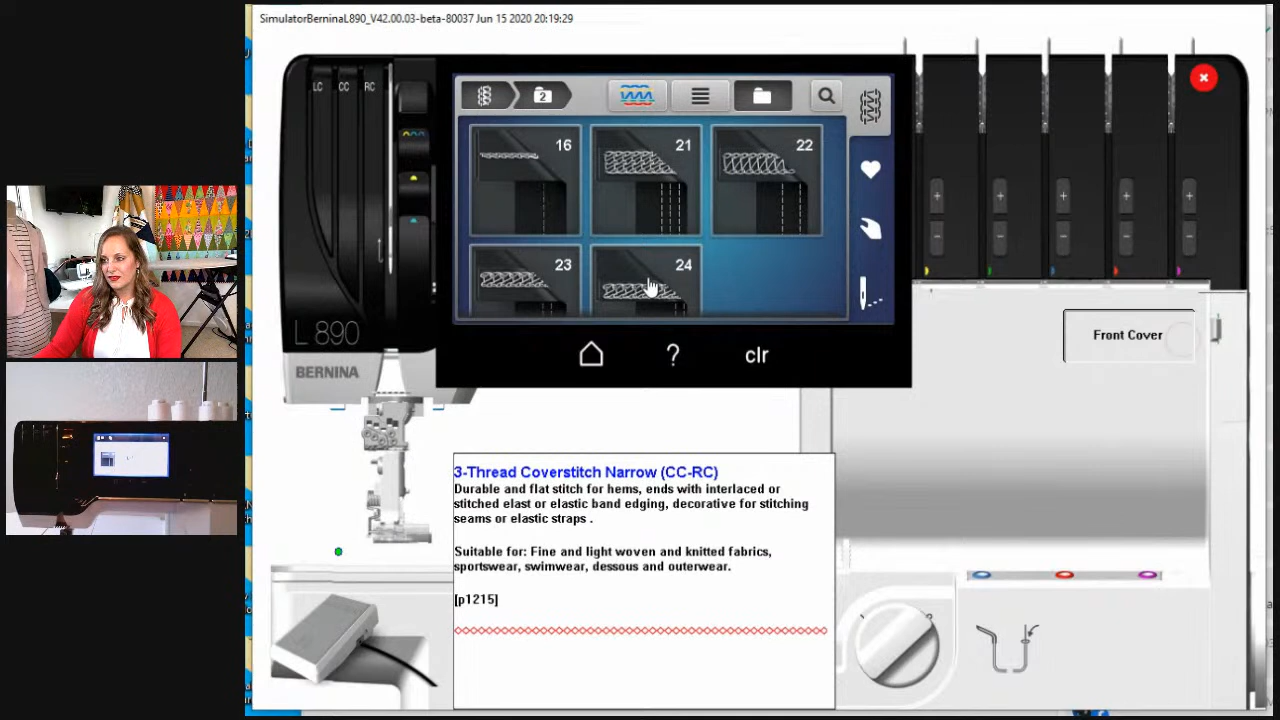 SimulatorBerninaL890_V42.00.03-beta-80037 Jun 15 2020 20:19:29
LC CC RC
2
16 21 22
23 24
L 890
BERNINA
? clr
Front Cover
3-Thread Coverstitch Narrow (CC-RC)
Durable and flat stitch for hems, ends with interlaced or
stitched elast or elastic band edging, decorative for stitching
seams or elastic straps .
Suitable for: Fine and light woven and knitted fabrics,
sportswear, swimwear, dessous and outerwear.
[p1215]